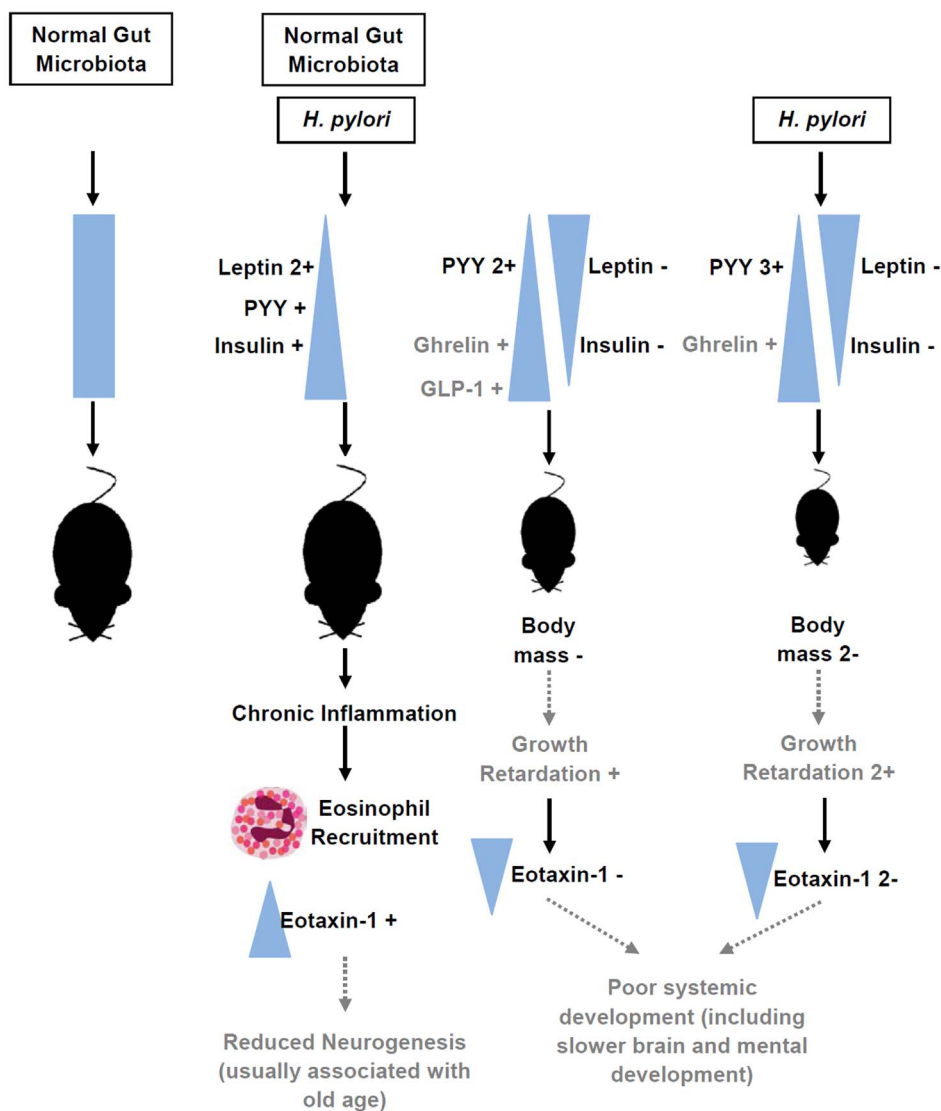 Normal Gut
Microbiota
Normal Gut
Microbiota
H. pylori
H. pylori
Leptin 2+
PYY +
Insulin +
PYY 2+
Ghrelin +
GLP-1 +
Leptin -
Insulin -
PYY 3+
Ghrelin +
Leptin -
Insulin -
Chronic Inflammation
Eosinophil
Recruitment
Eotaxin-1 +
Reduced Neurogenesis
(usually associated with
old age)
Body
mass -
Growth
Retardation +
Eotaxin-1 -
Body
mass 2-
Growth
Retardation 2+
Eotaxin-1 2-
Poor systemic
development (including
slower brain and mental
development)